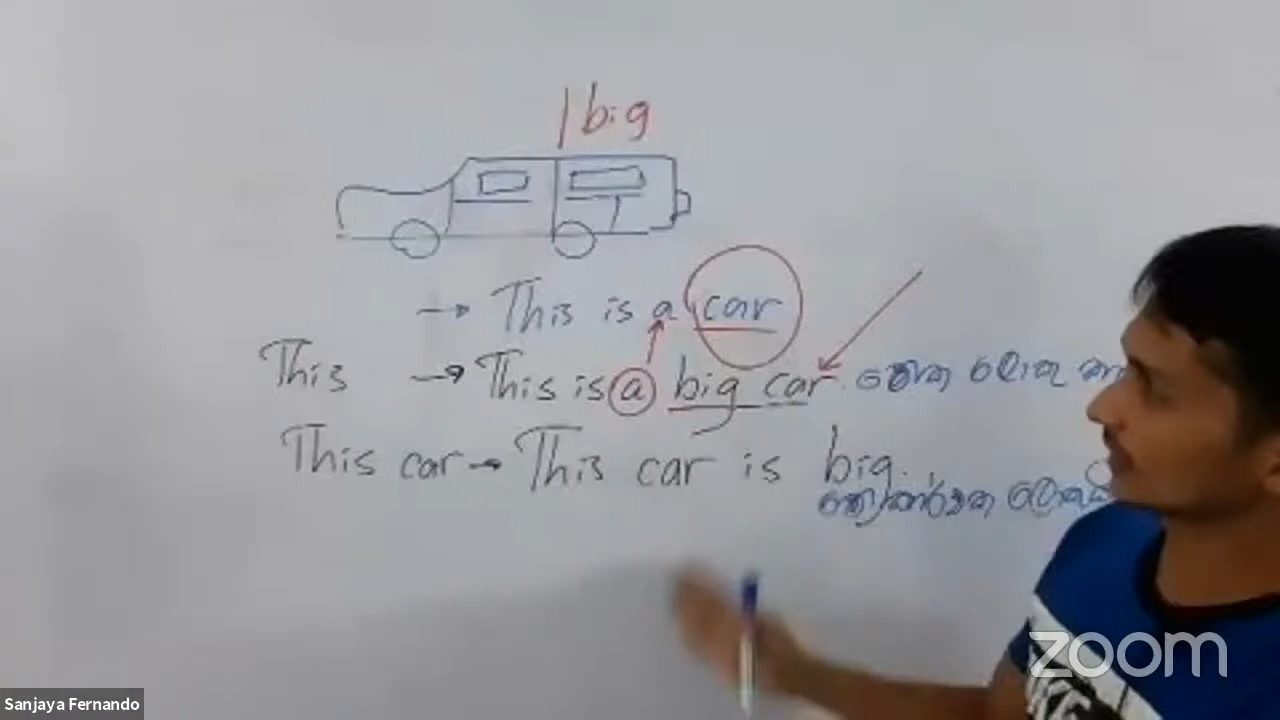 big
→ This is a car
This → This is a big car. මේක ලොකු
This car → This car is big.
Sanjaya Fernando
zoom